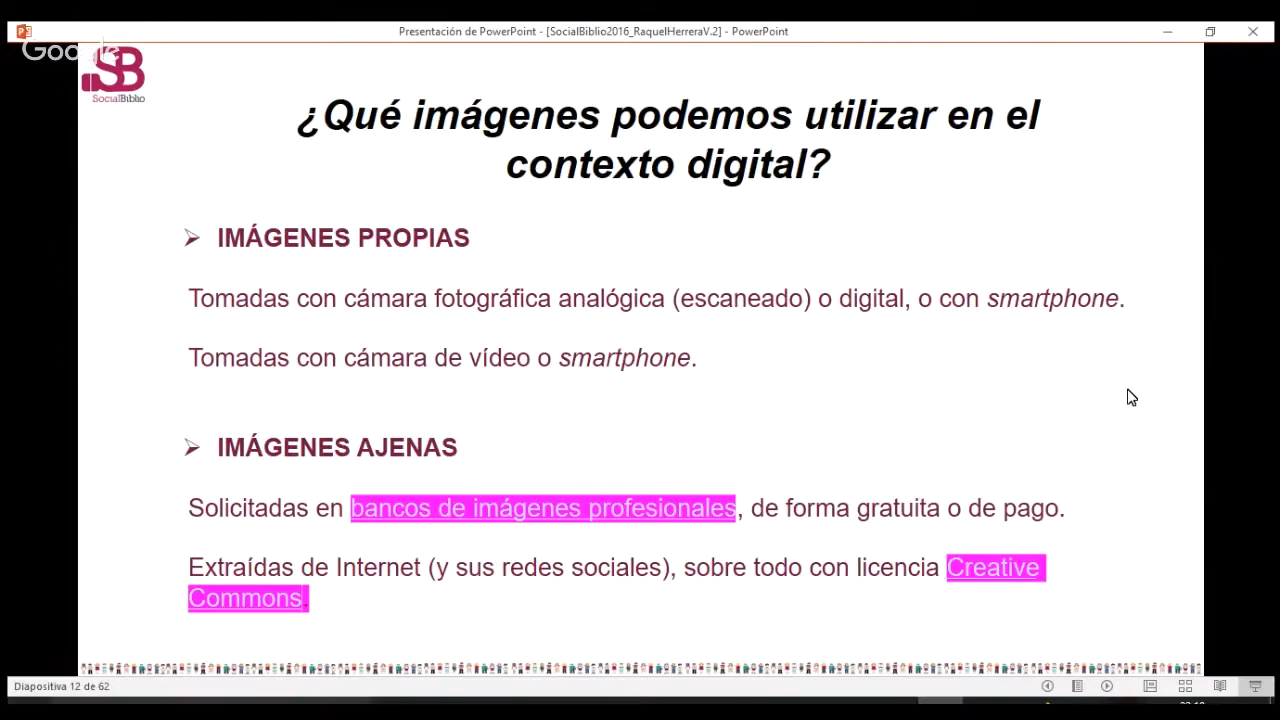 Presentación de PowerPoint - [SocialBiblio2016_RaquelHerreraV.2] - PowerPoint
Google
SB
SocialBiblio
¿Qué imágenes podemos utilizar en el
contexto digital?
IMÁGENES PROPIAS
Tomadas con cámara fotográfica analógica (escaneado) o digital, o con smartphone.
Tomadas con cámara de vídeo o smartphone.
IMÁGENES AJENAS
Solicitadas en bancos de imágenes profesionales, de forma gratuita o de pago.
Extraídas de Internet (y sus redes sociales), sobre todo con licencia Creative
Commons.
Diapositiva 12 de 62